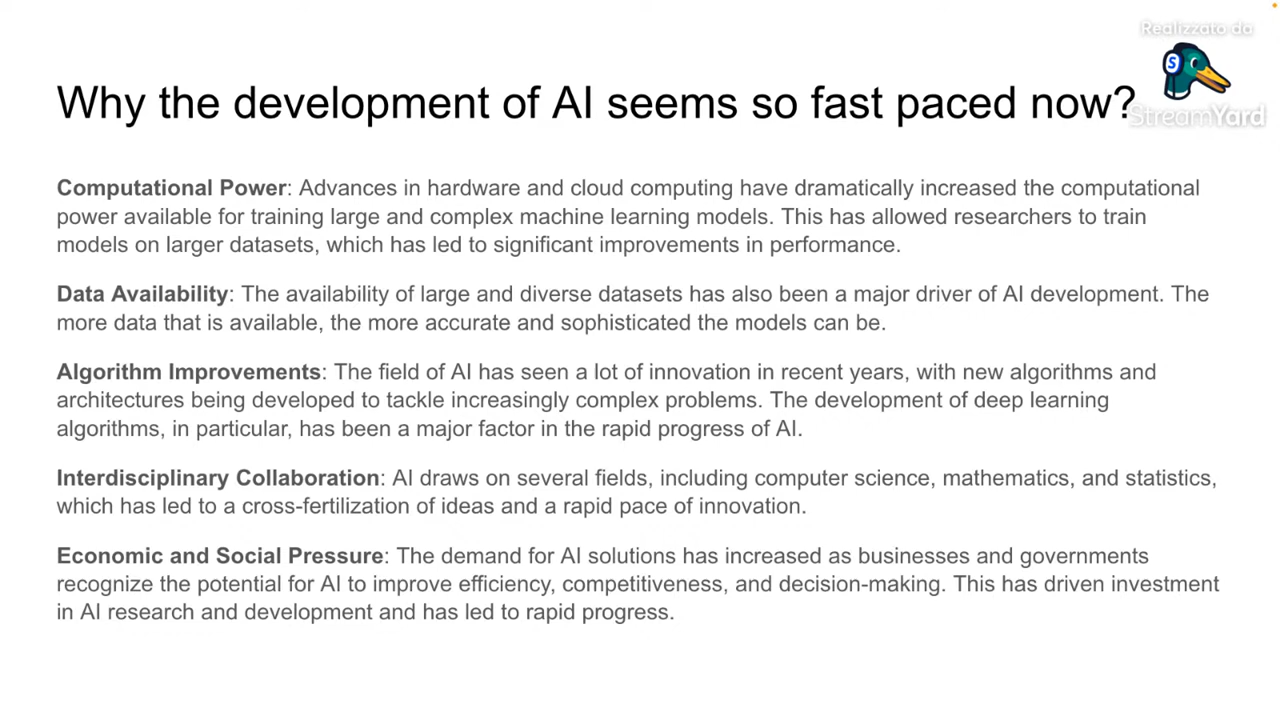 Realizzato da
S
StreamYard
Why the development of AI seems so fast paced now?
Computational Power: Advances in hardware and cloud computing have dramatically increased the computational
power available for training large and complex machine learning models. This has allowed researchers to train
models on larger datasets, which has led to significant improvements in performance.
Data Availability: The availability of large and diverse datasets has also been a major driver of AI development. The
more data that is available, the more accurate and sophisticated the models can be.
Algorithm Improvements: The field of AI has seen a lot of innovation in recent years, with new algorithms and
architectures being developed to tackle increasingly complex problems. The development of deep learning
algorithms, in particular, has been a major factor in the rapid progress of AI.
Interdisciplinary Collaboration: AI draws on several fields, including computer science, mathematics, and statistics,
which has led to a cross-fertilization of ideas and a rapid pace of innovation.
Economic and Social Pressure: The demand for AI solutions has increased as businesses and governments
recognize the potential for AI to improve efficiency, competitiveness, and decision-making. This has driven investment
in AI research and development and has led to rapid progress.